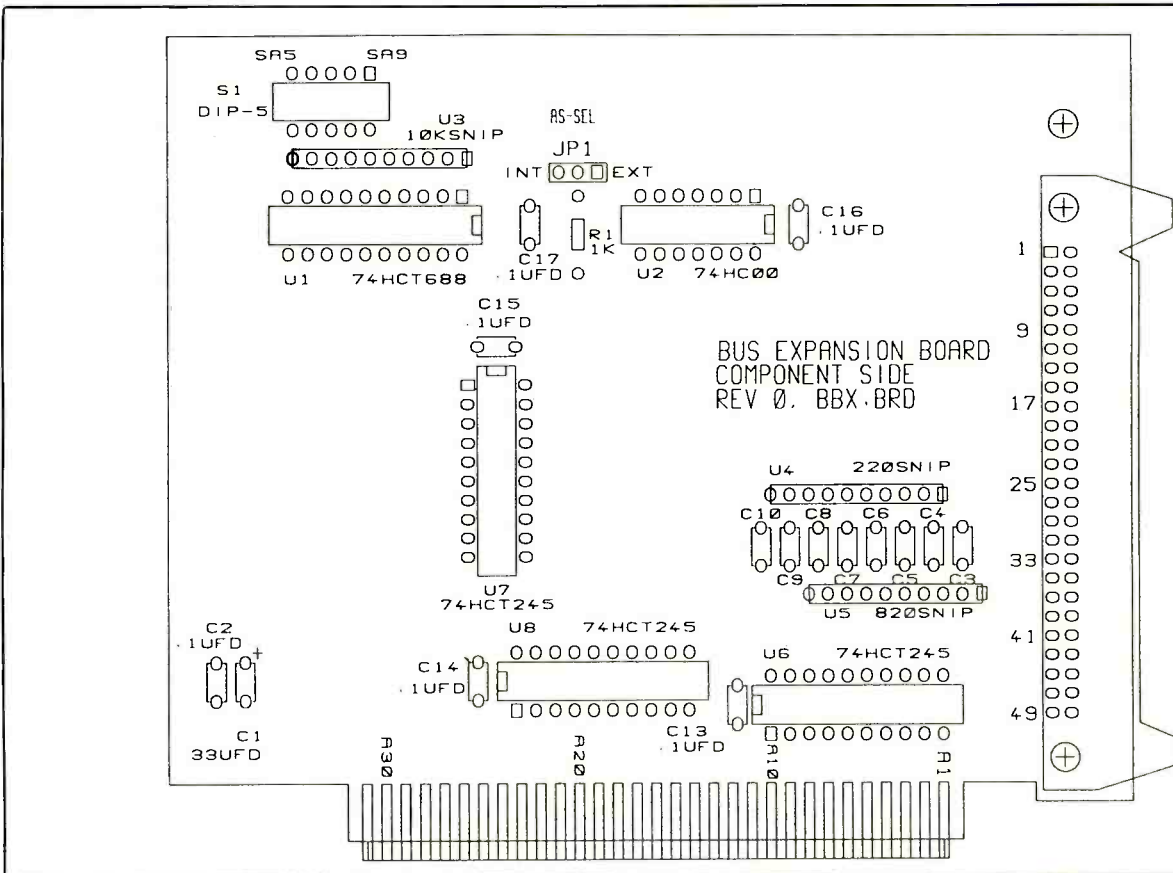 SA5 SA9
S1
DIP-5
U3
10KSNIP
AS-SEL
JP1
INT EXT
C16
.1UFD
R1
1K
C17
.1UFD
U1 74HCT688
U2 74HC00
C15
.1UFD
BUS EXPANSION BOARD
COMPONENT SIDE
REV 0. BBX.BRD
1
9
17
25
33
41
49
U4 220SNIP
C10 C8 C6 C4
C9 C7 C5 C3
U5 820SNIP
U7
74HCT245
U8 74HCT245
U6 74HCT245
C2
.1UFD
+
C1
33UFD
C14
.1UFD
C13
.1UFD
A30
A20
A10
A1